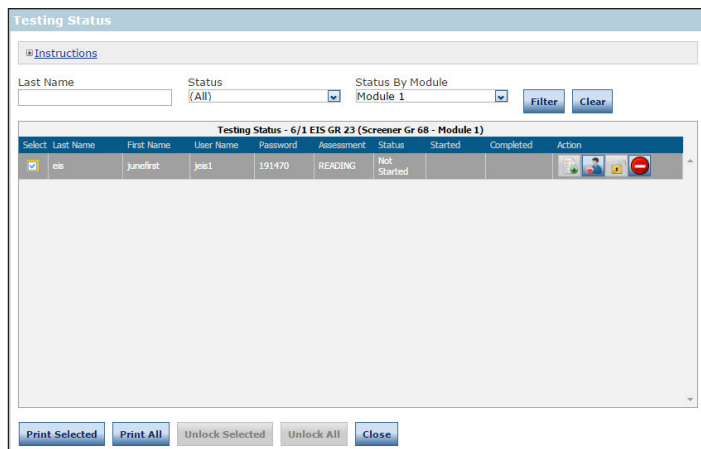 Testing Status
Instructions
Last Name Status Status By Module
(All) Module 1 Filter Clear
Testing Status - 6/1 EIS GR 23 (Screener Gr 68 - Module 1)
Select Last Name First Name User Name Password Assessment Status Started Completed Action
eis junefirst jeis1 191470 READING Not Started
Print Selected Print All Unlock Selected Unlock All Close